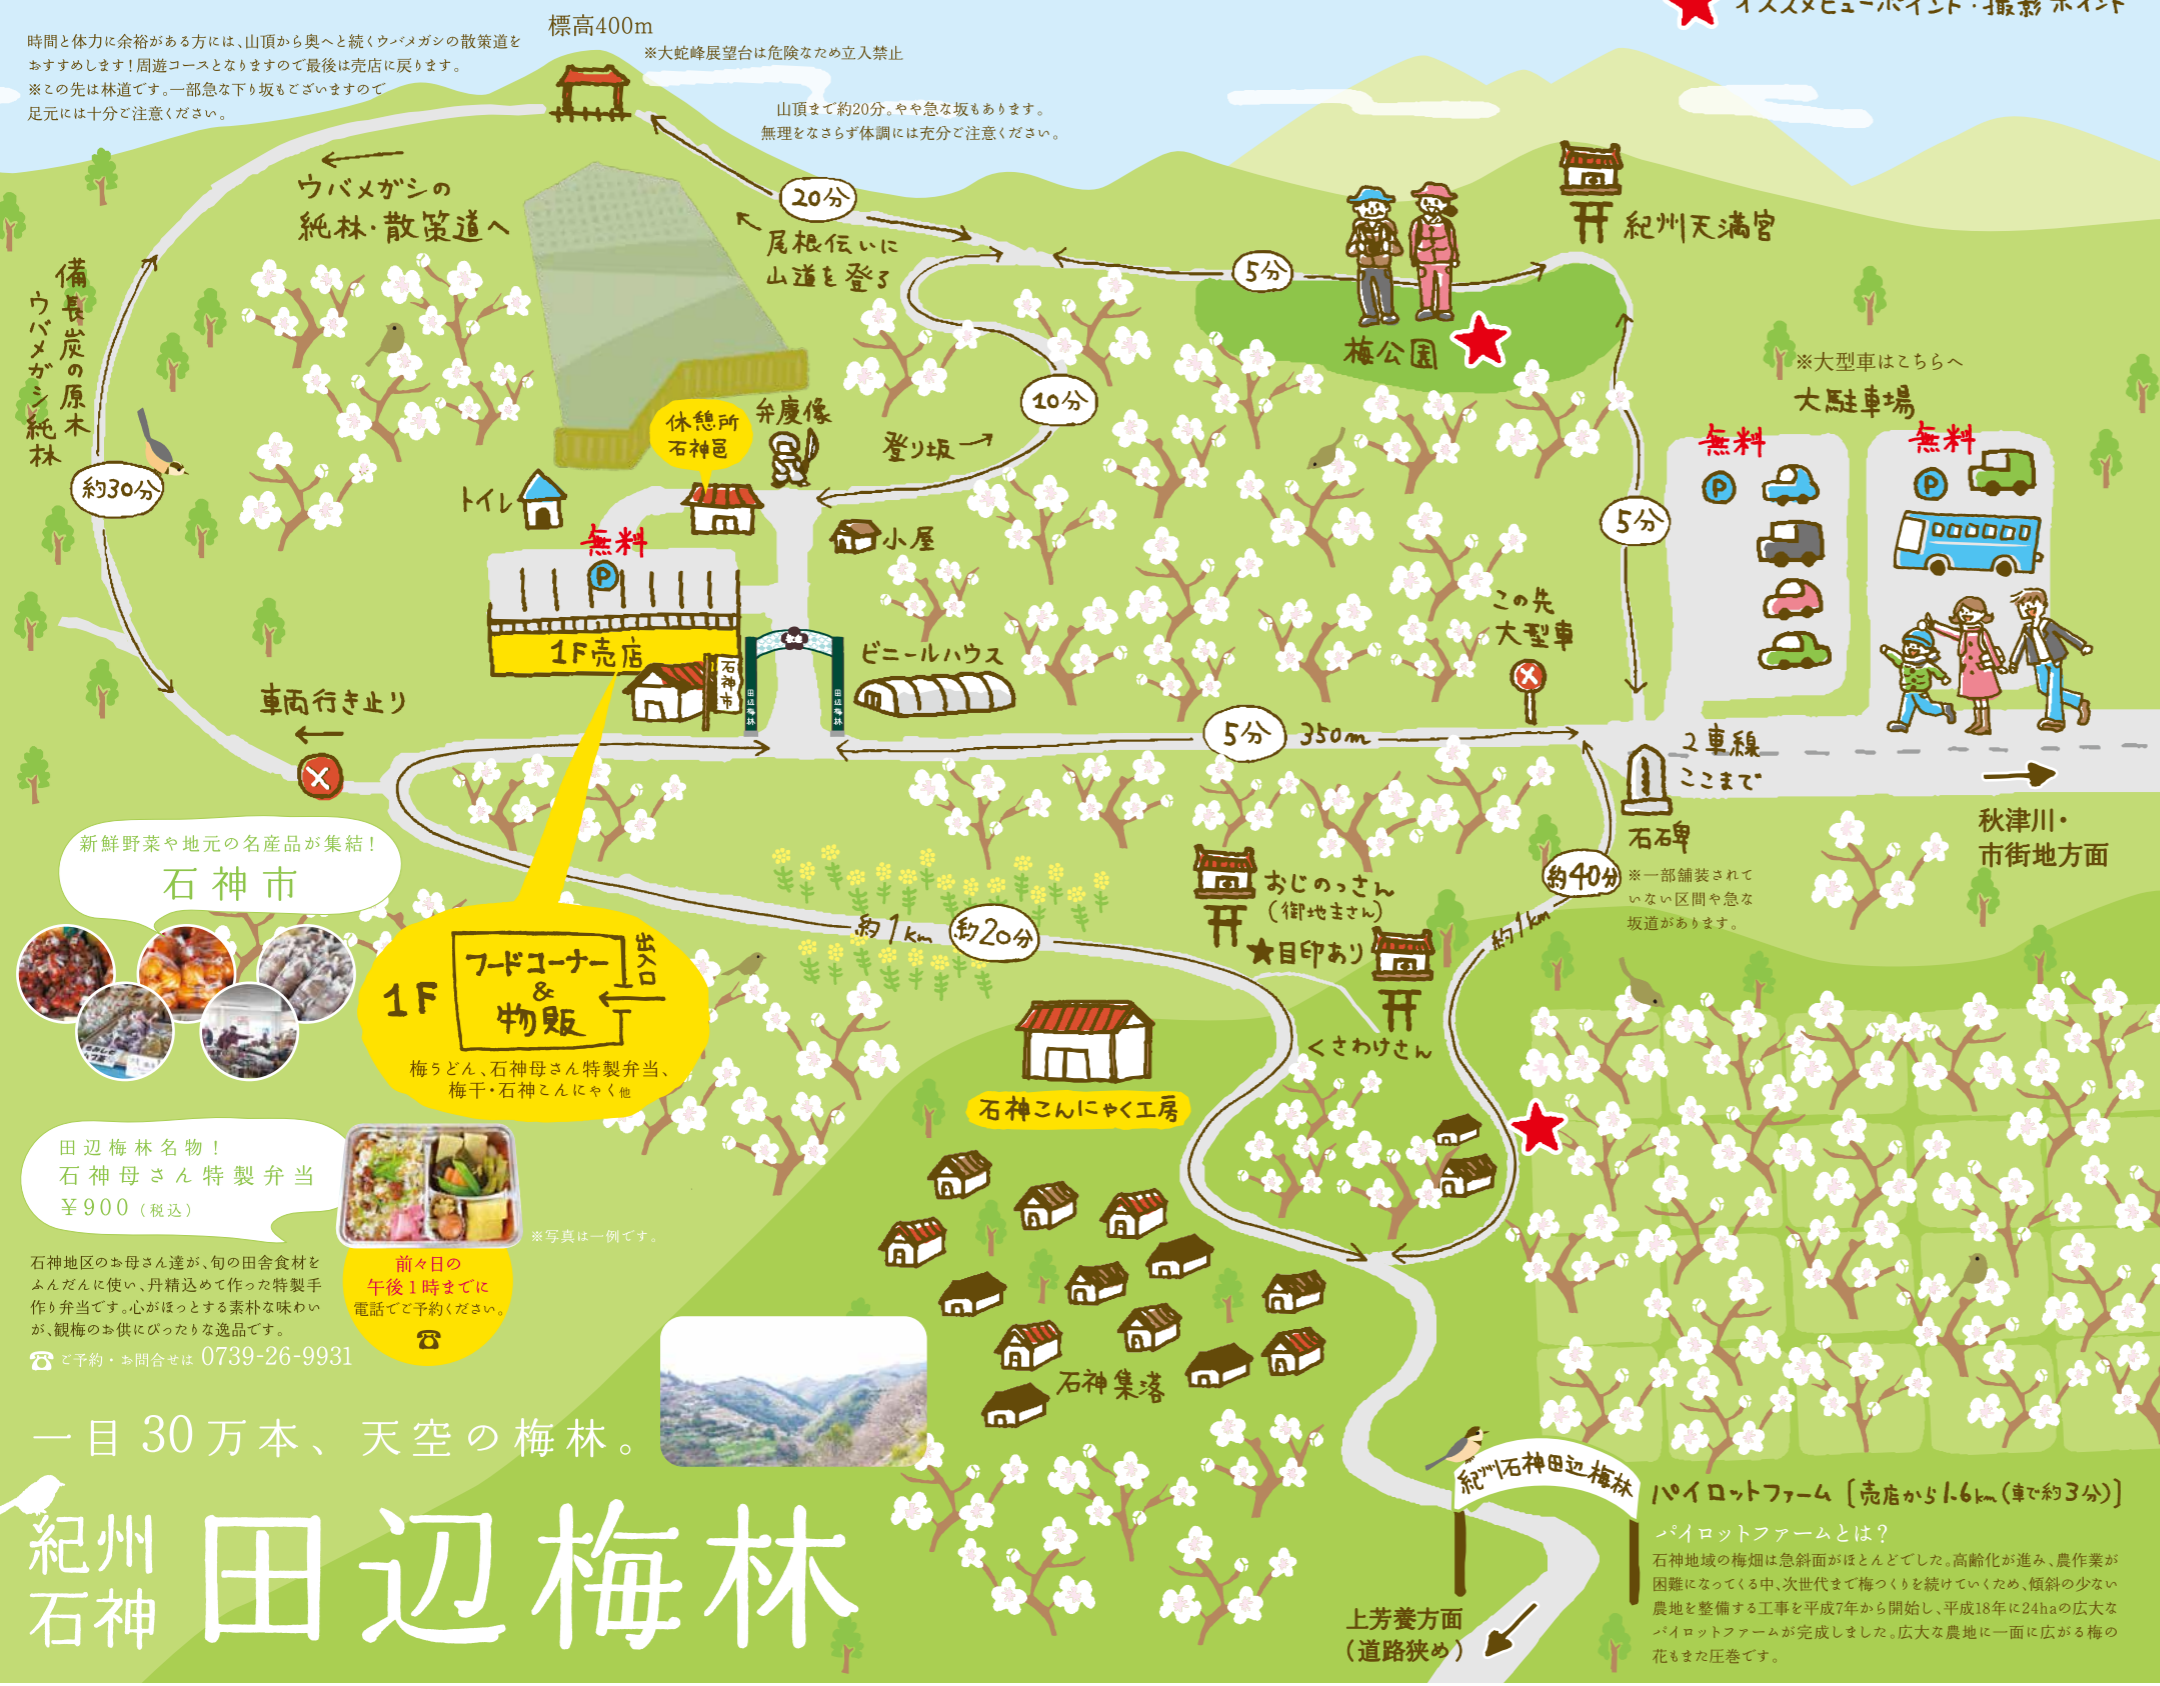 イススメビューポイント・撮影ポイント
標高400m
※大蛇峰展望台は危険なため立入禁止
時間と体力に余裕がある方には、山頂から奥へと続くウバメガシの散策道を
おすすめします！周遊コースとなりますので最後は売店に戻ります。
※この先は林道です。一部急な下り坂もございますので
足元には十分ご注意ください。
山頂まで約20分。やや急な坂もあります。
無理をなさらず体調には充分ご注意ください。
ウバメガシの
純林・散策道へ
20分
尾根伝いに
山道を登る
5分
紀州天満宮
梅公園
備長炭の原木
ウバメガシ純林
約30分
10分
登り坂
休憩所
石神邑
弁慶像
トイレ
小屋
無料
P
1F売店
石神市
田辺梅林
田辺梅林
ビニールハウス
※大型車はこちらへ
大駐車場
無料
P
無料
P
5分
この先
大型車
車両行き止り
5分 350m
2車線
ここまで
石碑
秋津川・
市街地方面
約40分
※一部舗装されて
いない区間や急な
坂道があります。
約1km
新鮮野菜や地元の名産品が集結！
石神市
1F
フードコーナー
&
物販
出入口
梅うどん、石神母さん特製弁当、
梅干・石神こんにゃく他
約1km
約20分
おじのっさん
（御地主さん）
★目印あり
くさわけさん
石神こんにゃく工房
田辺梅林名物！
石神母さん特製弁当
￥900（税込）
※写真は一例です。
石神地区のお母さん達が、旬の田舎食材を
ふんだんに使い、丹精込めて作った特製手
作り弁当です。心がほっとする素朴な味わい
が、観梅のお供にぴったりな逸品です。
前々日の
午後1時までに
電話でご予約ください。
☎ご予約・お問合せは 0739-26-9931
石神集落
一目30万本、天空の梅林。
紀州
石神
田辺梅林
紀州石神田辺梅林
上芳養方面
（道路狭め）
パイロットファーム［売店から1.6km（車で約3分）］
パイロットファームとは？
石神地域の梅畑は急斜面がほとんどでした。高齢化が進み、農作業が
困難になってくる中、次世代まで梅つくりを続けていくため、傾斜の少ない
農地を整備する工事を平成7年から開始し、平成18年に24haの広大な
パイロットファームが完成しました。広大な農地に一面に広がる梅の
花もまた圧巻です。